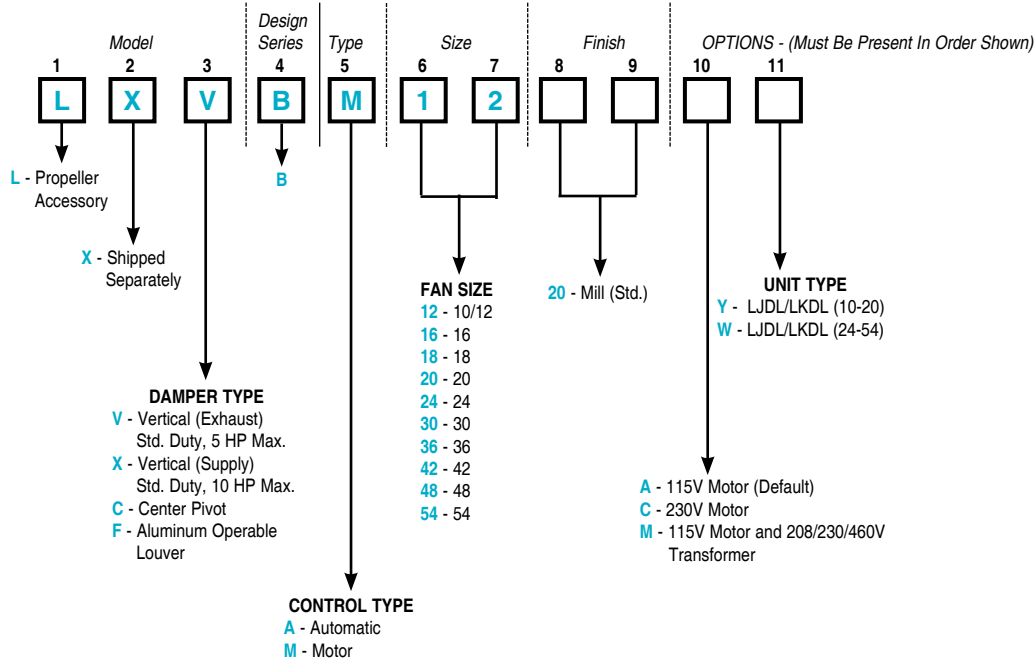 Model
Design
Series
Type
Size
Finish
OPTIONS - (Must Be Present In Order Shown)
1 2 3 4 5 6 7 8 9 10 11
L X V B M 1 2
L - Propeller
Accessory
B
X - Shipped
Separately
FAN SIZE
12 - 10/12
16 - 16
18 - 18
20 - 20
24 - 24
30 - 30
36 - 36
42 - 42
48 - 48
54 - 54
20 - Mill (Std.)
UNIT TYPE
Y - LJDL/LKDL (10-20)
W - LJDL/LKDL (24-54)
DAMPER TYPE
V - Vertical (Exhaust)
Std. Duty, 5 HP Max.
X - Vertical (Supply)
Std. Duty, 10 HP Max.
C - Center Pivot
F - Aluminum Operable
Louver
A - 115V Motor (Default)
C - 230V Motor
M - 115V Motor and 208/230/460V
Transformer
CONTROL TYPE
A - Automatic
M - Motor